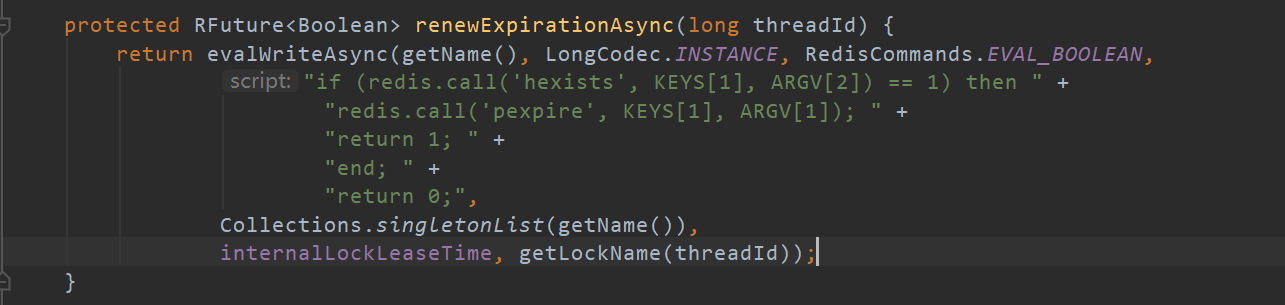 protected RFuture<Boolean> renewExpirationAsync(long threadId) {
return evalWriteAsync(getName(), LongCodec.INSTANCE, RedisCommands.EVAL_BOOLEAN,
script: "if (redis.call('hexists', KEYS[1], ARGV[2]) == 1) then " +
"redis.call('pexpire', KEYS[1], ARGV[1]); " +
"return 1; " +
"end; " +
"return 0;",
Collections.singletonList(getName()),
internalLockLeaseTime, getLockName(threadId));
}